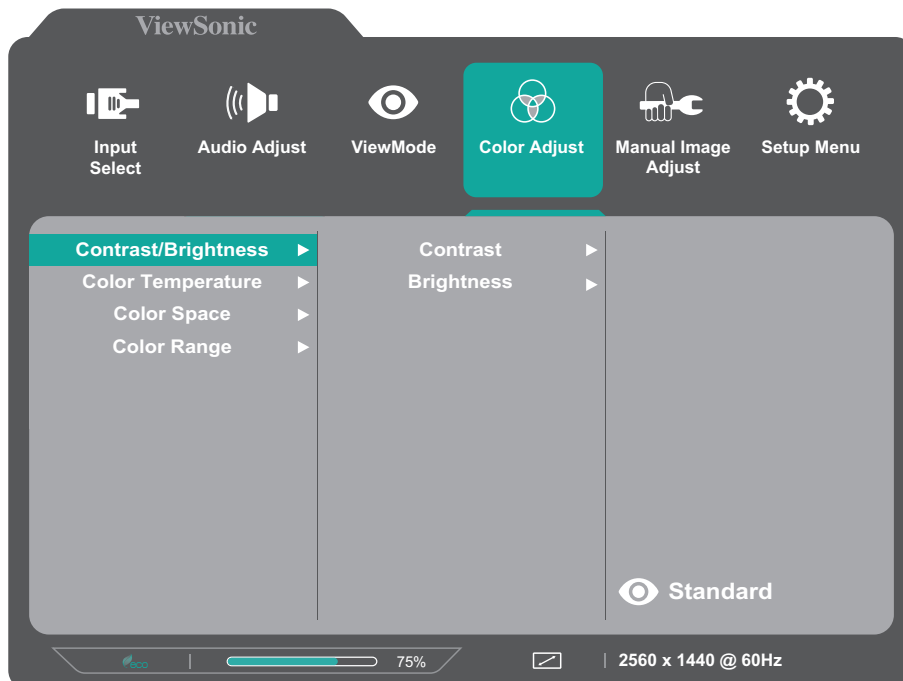 ViewSonic
Input
Select
Audio Adjust
ViewMode
Color Adjust
Manual Image
Adjust
Setup Menu
Contrast/Brightness
Color Temperature
Color Space
Color Range
Contrast
Brightness
Standard
eco
75%
2560 x 1440 @ 60Hz